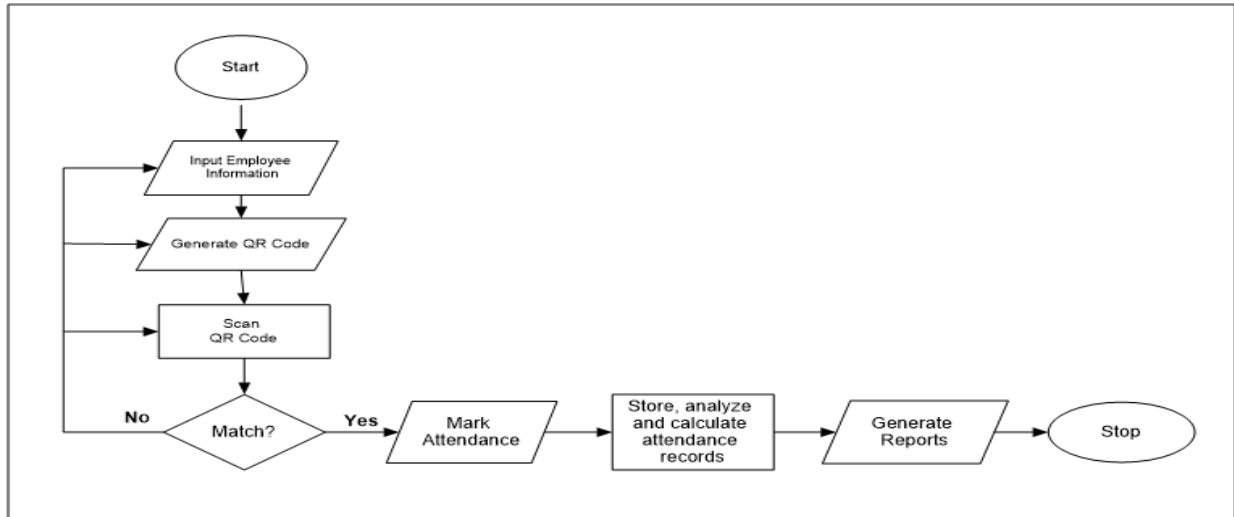 Start
Input Employee
Information
Generate QR Code
Scan
QR Code
No
Match?
Yes
Mark
Attendance
Store, analyze
and calculate
attendance
records
Generate
Reports
Stop